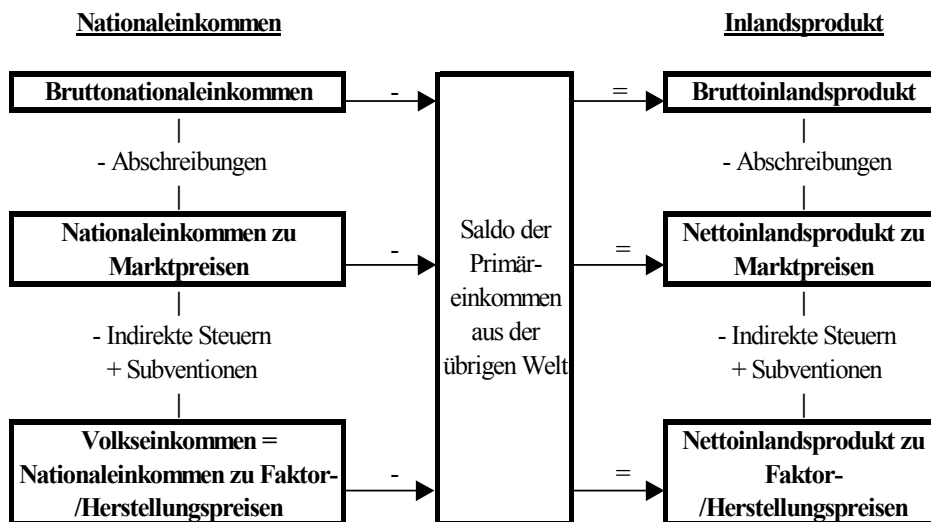 Nationaleinkommen
Inlandsprodukt
Bruttonationaleinkommen
-
=
Bruttoinlandsprodukt
|
|
- Abschreibungen
- Abschreibungen
|
|
Nationaleinkommen zu
Marktpreisen
-
Saldo der
Primär-
einkommen
aus der
übrigen Welt
=
Nettoinlandsprodukt zu
Marktpreisen
|
|
- Indirekte Steuern
+ Subventionen
- Indirekte Steuern
+ Subventionen
|
|
Volkseinkommen =
Nationaleinkommen zu Faktor-
/Herstellungspreisen
-
=
Nettoinlandsprodukt zu
Faktor-
/Herstellungspreisen